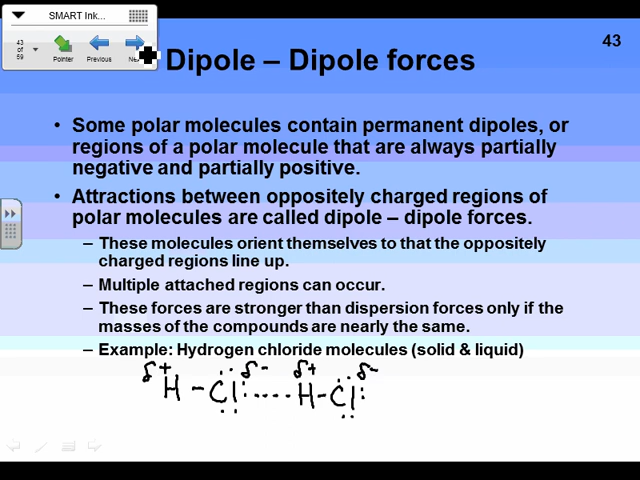 SMART Ink...
43
of
59
Pointer
Previous
43
Dipole – Dipole forces
• Some polar molecules contain permanent dipoles, or
regions of a polar molecule that are always partially
negative and partially positive.
• Attractions between oppositely charged regions of
polar molecules are called dipole – dipole forces.
– These molecules orient themselves to that the oppositely
charged regions line up.
– Multiple attached regions can occur.
– These forces are stronger than dispersion forces only if the
masses of the compounds are nearly the same.
– Example: Hydrogen chloride molecules (solid & liquid)
δ+ δ- δ+ δ-
H - Cl ..... H - Cl